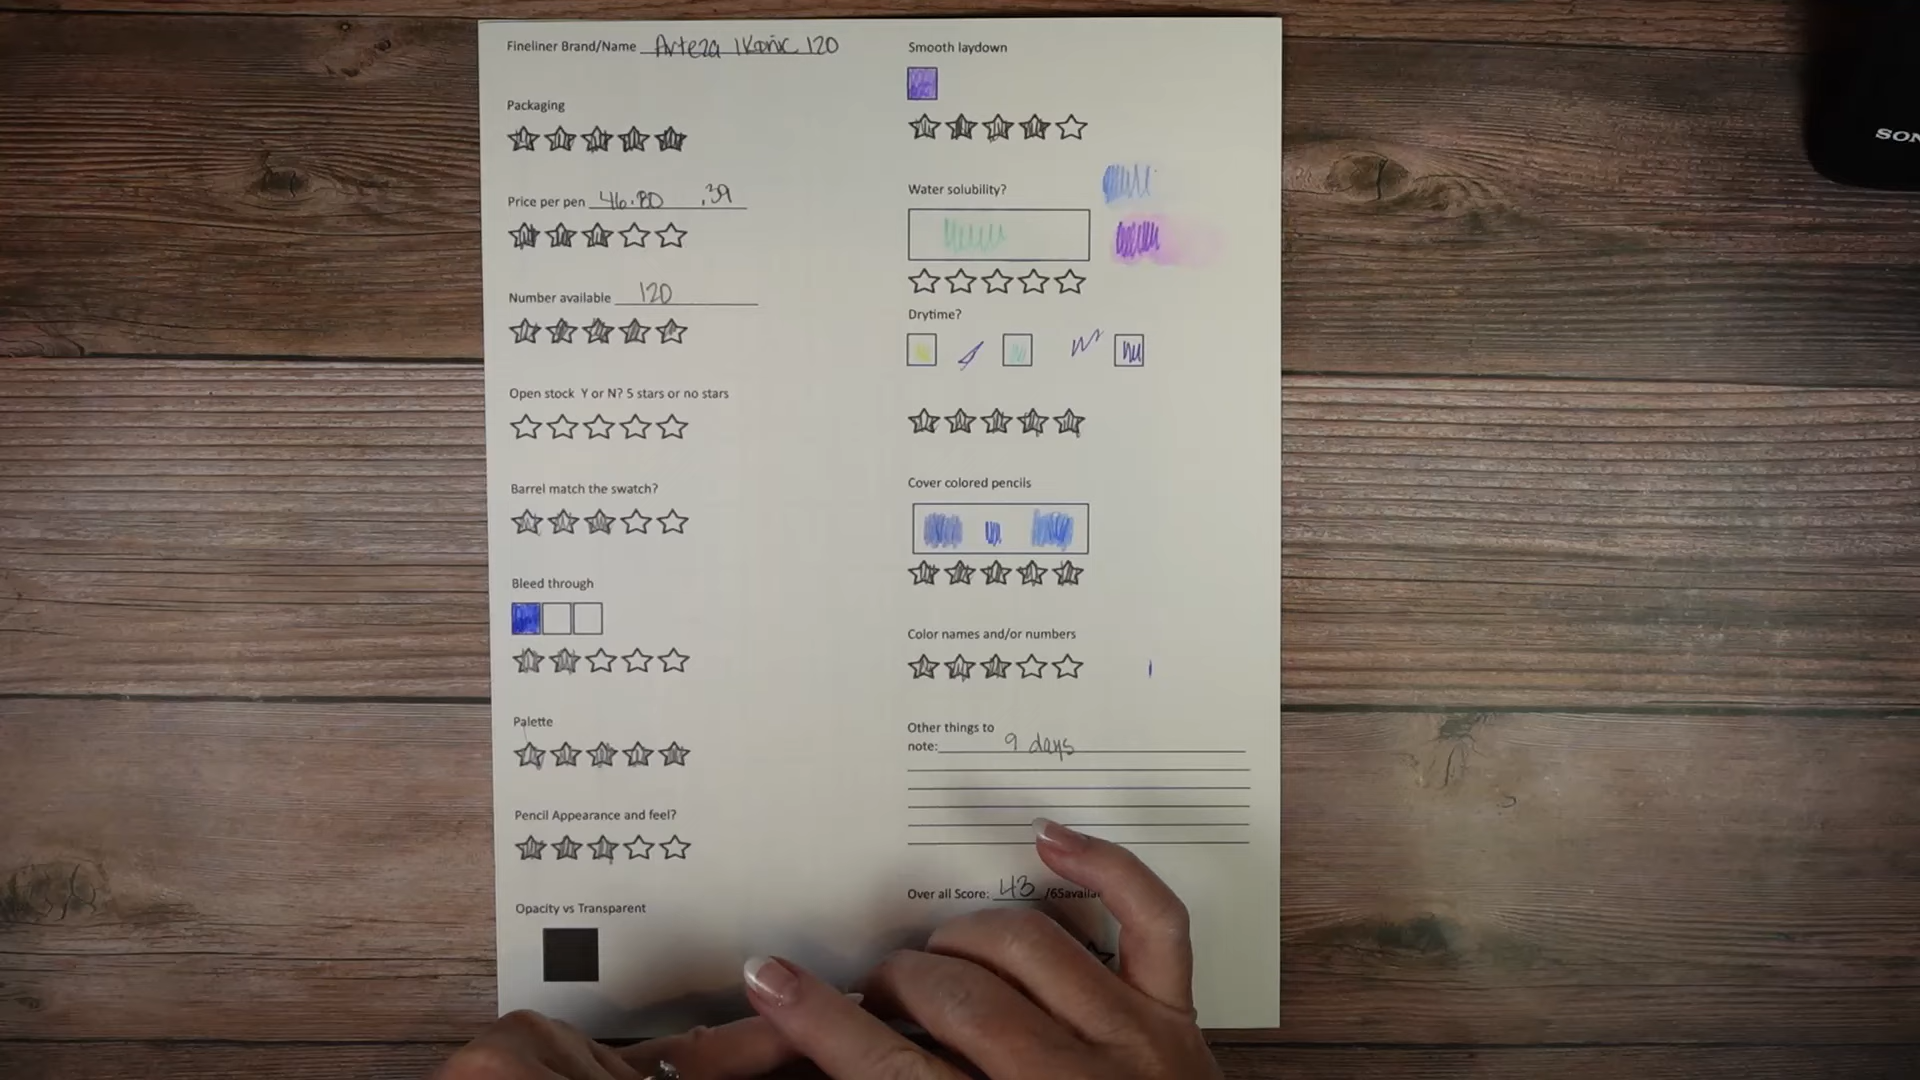 Fineliner Brand/Name Arteza Ikonic 120
Packaging
Price per pen 46.80 .39
Number available 120
Open stock Y or N? 5 stars or no stars
Barrel match the swatch?
Bleed through
Palette
Pencil Appearance and feel?
Opacity vs Transparent
Smooth laydown
Water solubility?
Drytime?
Cover colored pencils
Color names and/or numbers
Other things to
note: 9 days
Over all Score: 43 /65
SON